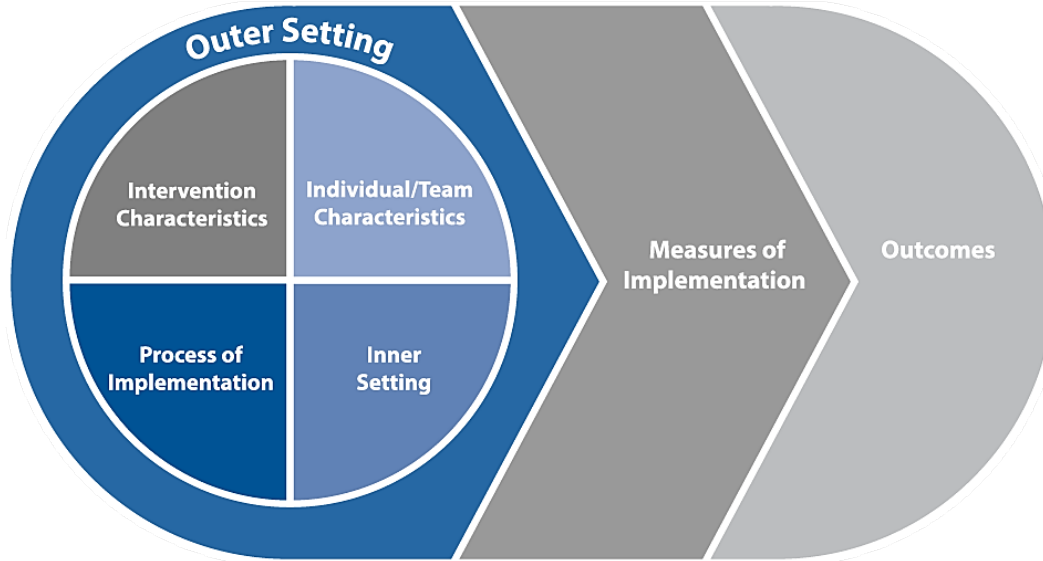 Outer Setting
Intervention
Characteristics
Individual/Team
Characteristics
Process of
Implementation
Inner
Setting
Measures of
Implementation
Outcomes